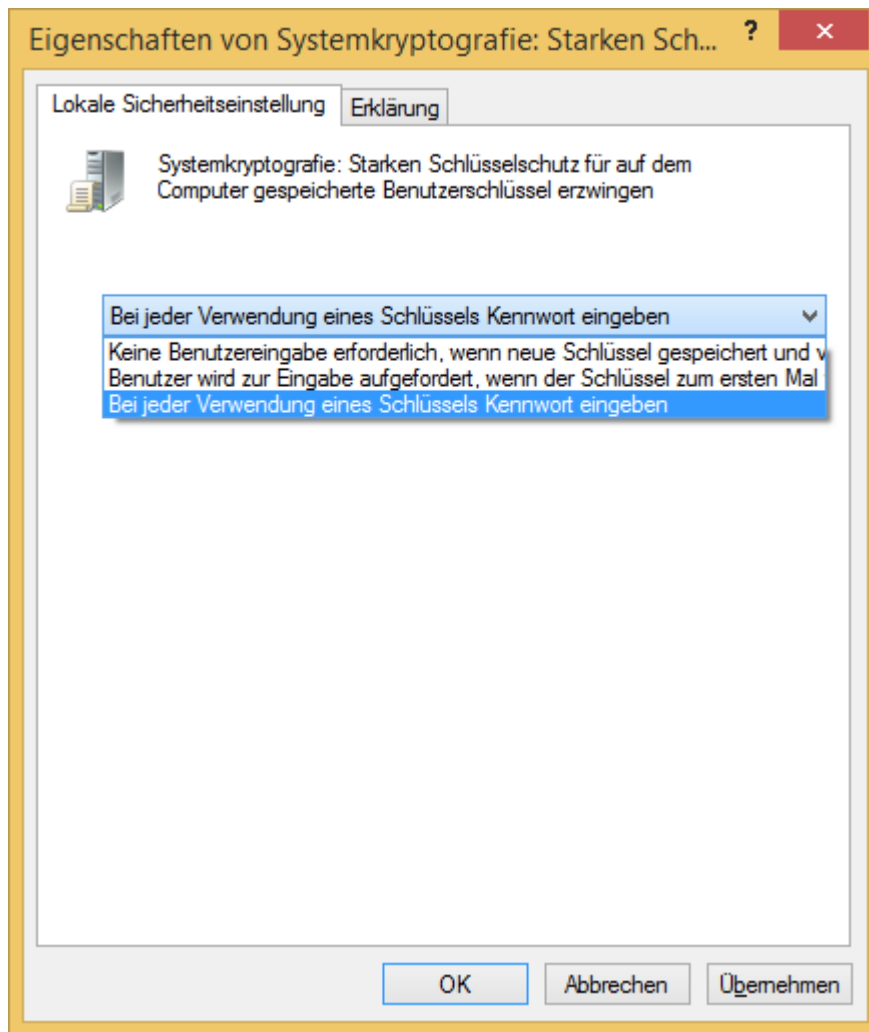 Eigenschaften von Systemkryptografie: Starken Sch... ?
Lokale Sicherheitseinstellung Erklärung
Systemkryptografie: Starken Schlüsselschutz für auf dem
Computer gespeicherte Benutzerschlüssel erzwingen
Bei jeder Verwendung eines Schlüssels Kennwort eingeben
Keine Benutzereingabe erforderlich, wenn neue Schlüssel gespeichert und
Benutzer wird zur Eingabe aufgefordert, wenn der Schlüssel zum ersten Mal
Bei jeder Verwendung eines Schlüssels Kennwort eingeben
OK Abbrechen Übernehmen